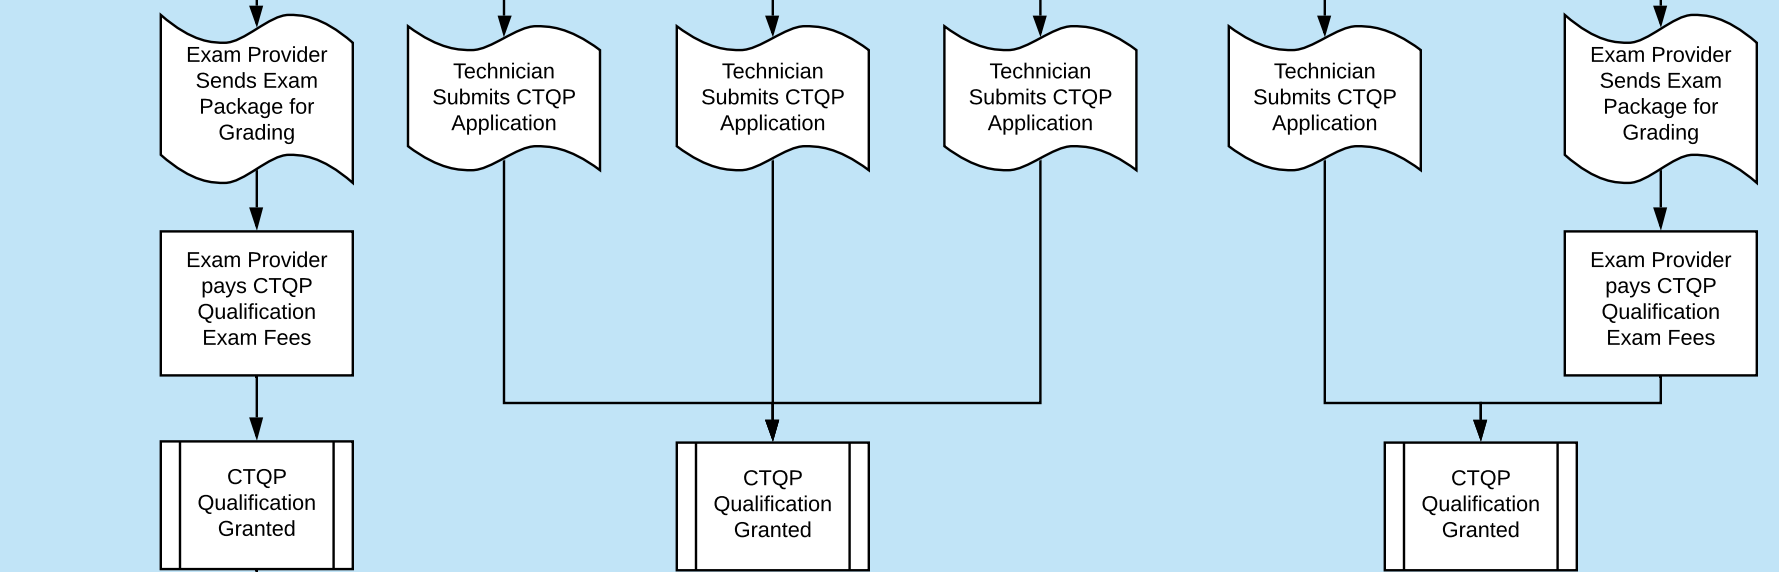 Exam Provider
Sends Exam
Package for
Grading
Technician
Submits CTQP
Application
Technician
Submits CTQP
Application
Technician
Submits CTQP
Application
Technician
Submits CTQP
Application
Exam Provider
Sends Exam
Package for
Grading
Exam Provider
pays CTQP
Qualification
Exam Fees
Exam Provider
pays CTQP
Qualification
Exam Fees
CTQP
Qualification
Granted
CTQP
Qualification
Granted
CTQP
Qualification
Granted